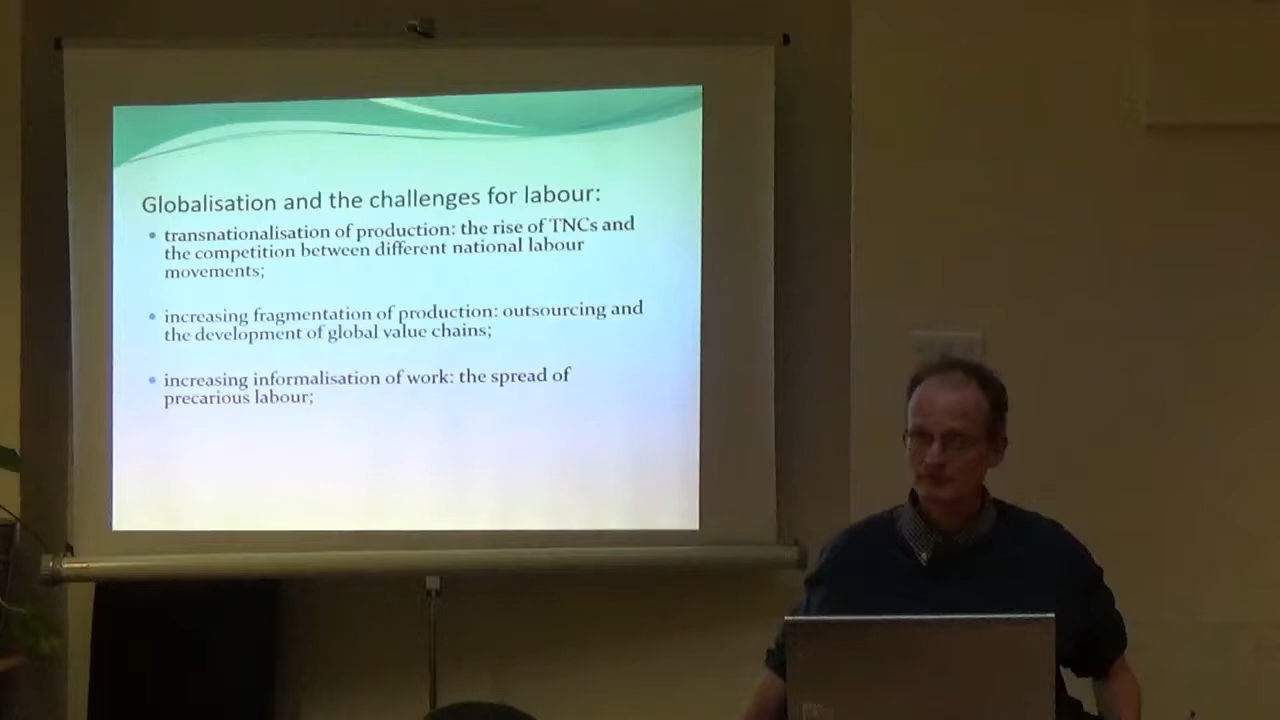 Globalisation and the challenges for labour:
• transnationalisation of production: the rise of TNCs and
the competition between different national labour
movements;
• increasing fragmentation of production: outsourcing and
the development of global value chains;
• increasing informalisation of work: the spread of
precarious labour;